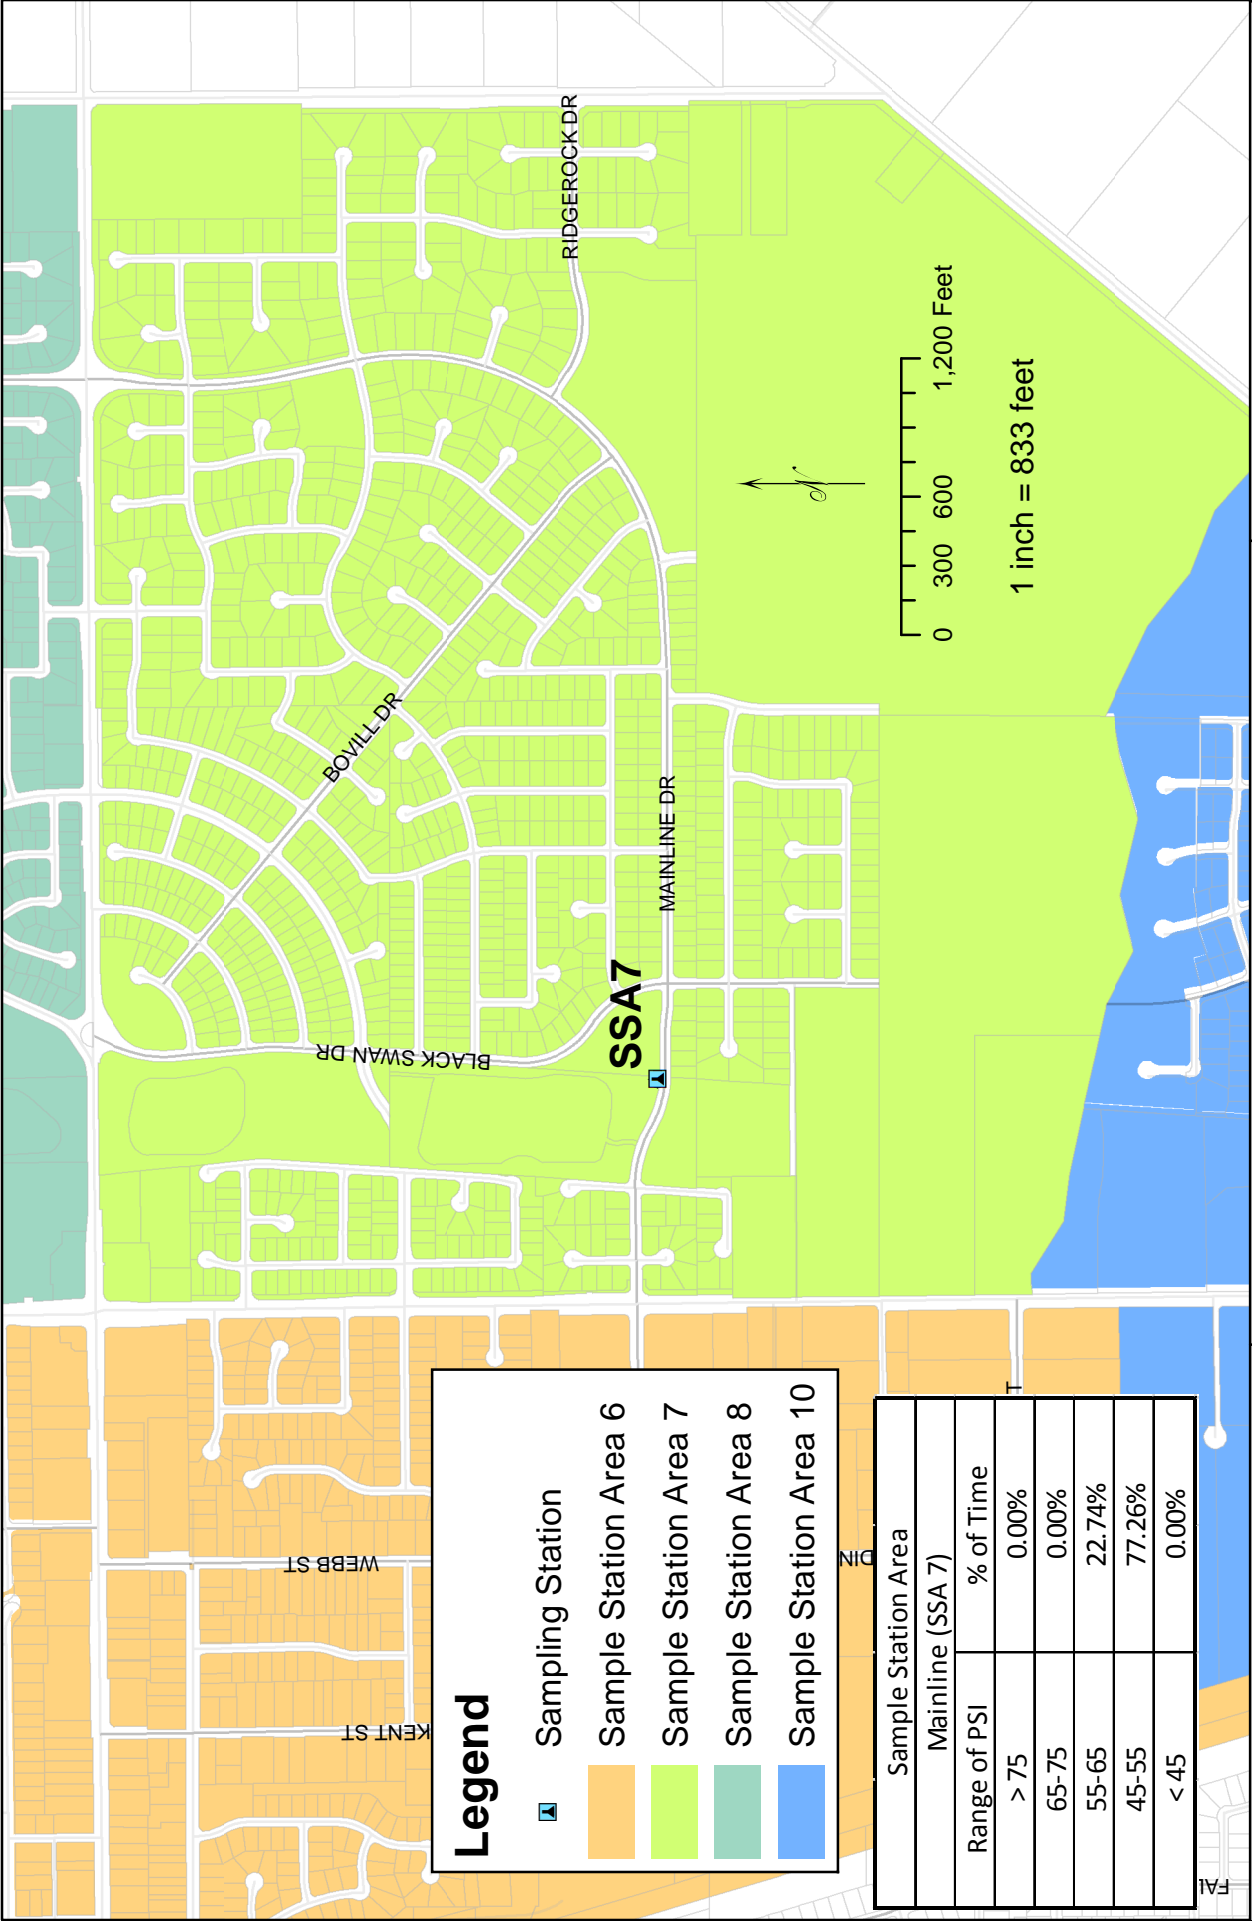 RIDGEROCK DR
BOVILL DR
MAINLINE DR
BLACK SWAN DR
SSA7
WEBB ST
KENT ST
DIN
T
FAL
N
0 300 600 1,200 Feet
1 inch = 833 feet
Legend
Sampling Station
Sample Station Area 6
Sample Station Area 7
Sample Station Area 8
Sample Station Area 10
Sample Station Area
Mainline (SSA 7)
Range of PSI % of Time
> 75 0.00%
65-75 0.00%
55-65 22.74%
45-55 77.26%
< 45 0.00%